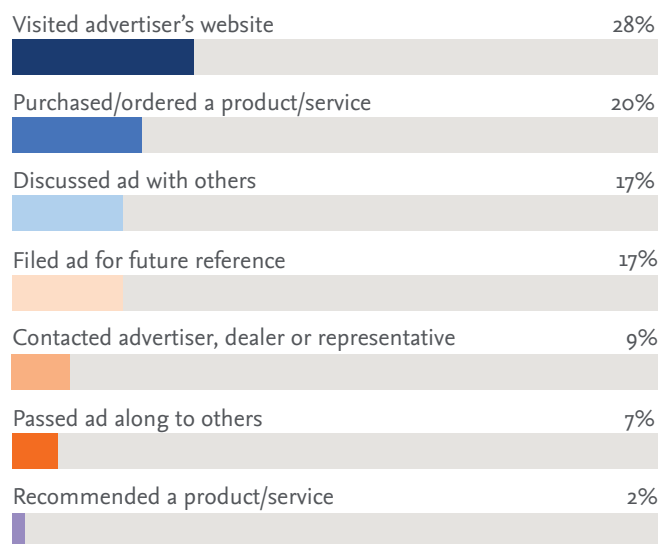 Visited advertiser’s website 28%
Purchased/ordered a product/service 20%
Discussed ad with others 17%
Filed ad for future reference 17%
Contacted advertiser, dealer or representative 9%
Passed ad along to others 7%
Recommended a product/service 2%